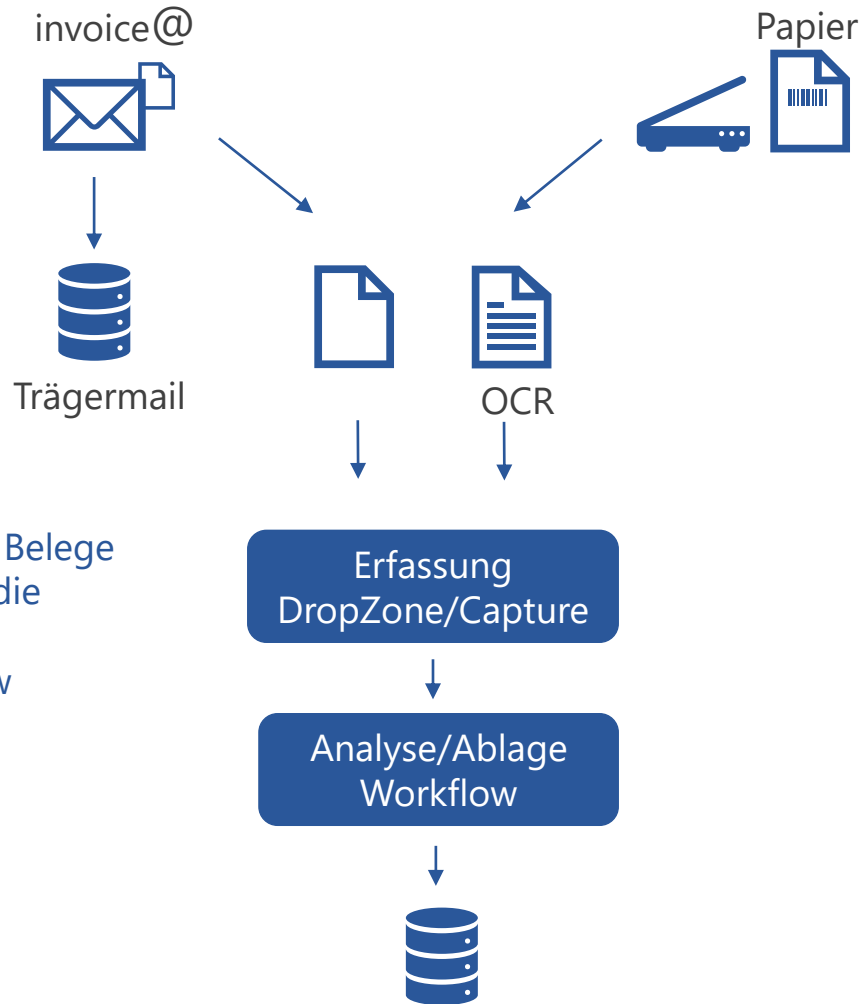 invoice@
Papier
Trägermail
OCR
Belege
die
Erfassung
DropZone/Capture
Analyse/Ablage
Workflow